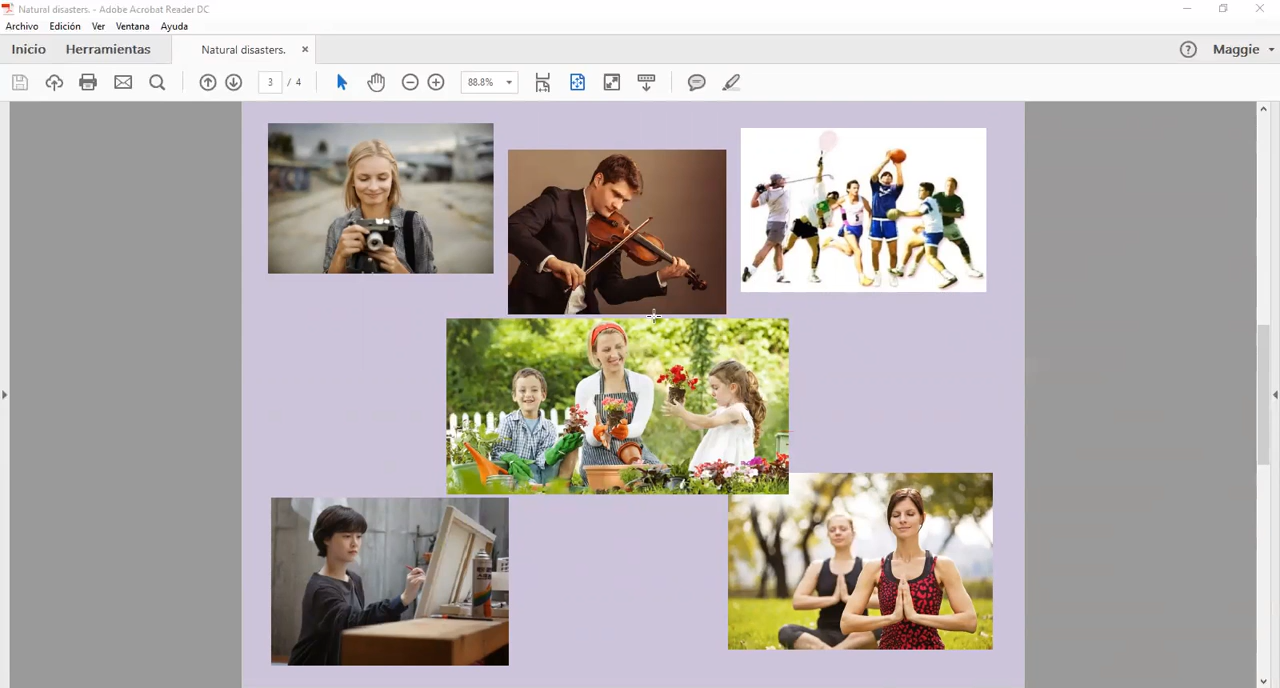 Natural disasters. - Adobe Acrobat Reader DC
Archivo Edición Ver Ventana Ayuda
Inicio Herramientas Natural disasters. × Maggie
3 / 4 88.8%